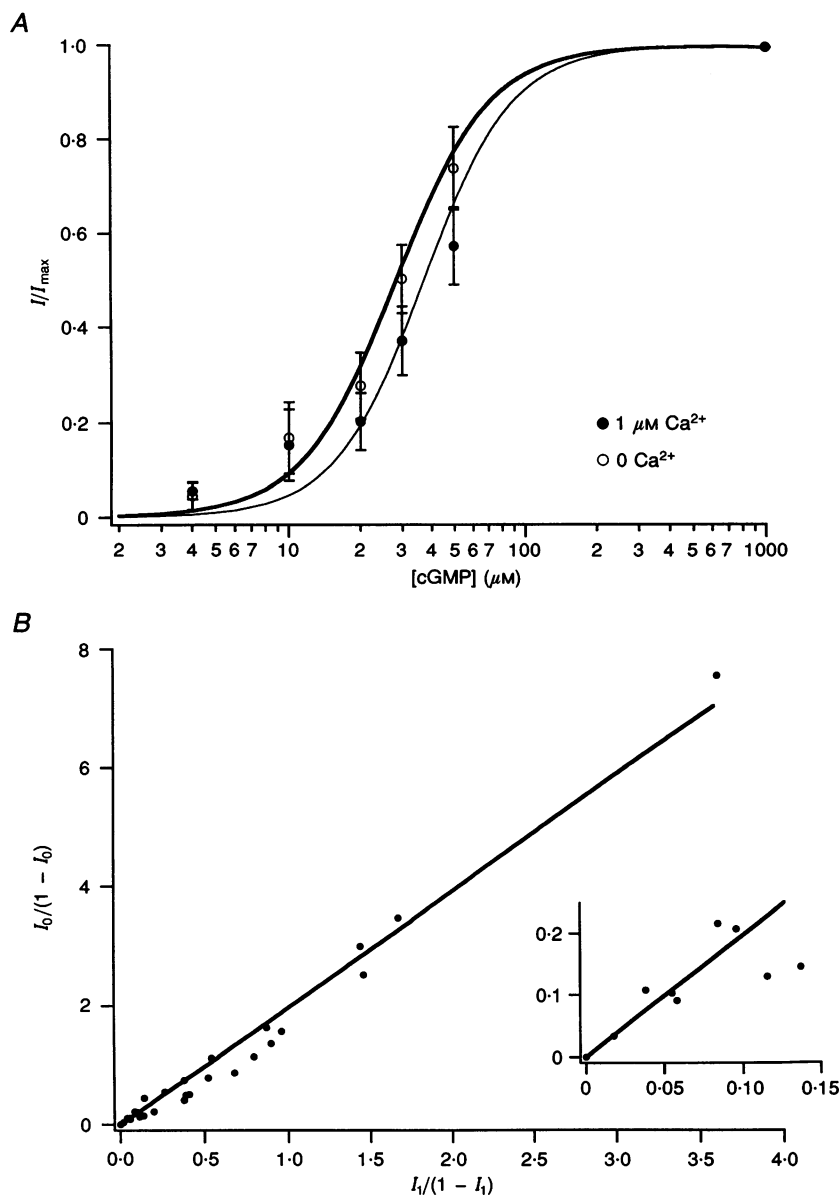 A
1·0
0·8
0·6
0·4
0·2
0
I/Imax
● 1 μM Ca²⁺
○ 0 Ca²⁺
2 3 4 5 6 7 10 2 3 4 5 6 7 100 2 3 4 5 6 7 1000
[cGMP] (μM)
B
8
6
4
2
0
I₀/(1 − I₀)
0·2
0·1
0
0 0·05 0·10 0·15
0·0 0·5 1·0 1·5 2·0 2·5 3·0 3·5 4·0
I₁/(1 − I₁)